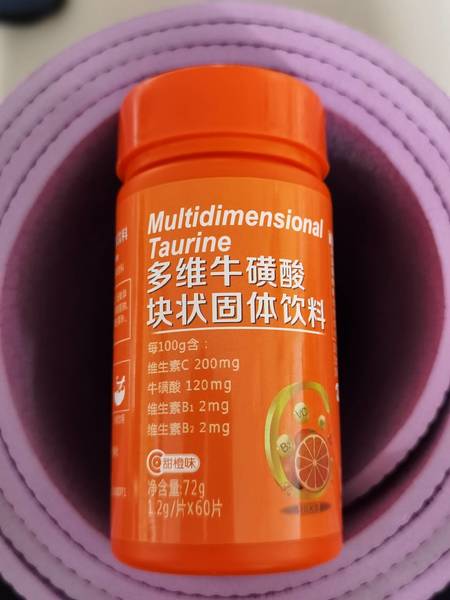 Multidimensional
Taurine
多维牛磺酸
块状固体饮料
每100g含：
维生素C 200mg
牛磺酸 120mg
维生素B₁ 2mg
维生素B₂ 2mg
甜橙味
净含量:72g
1.2g/片x60片